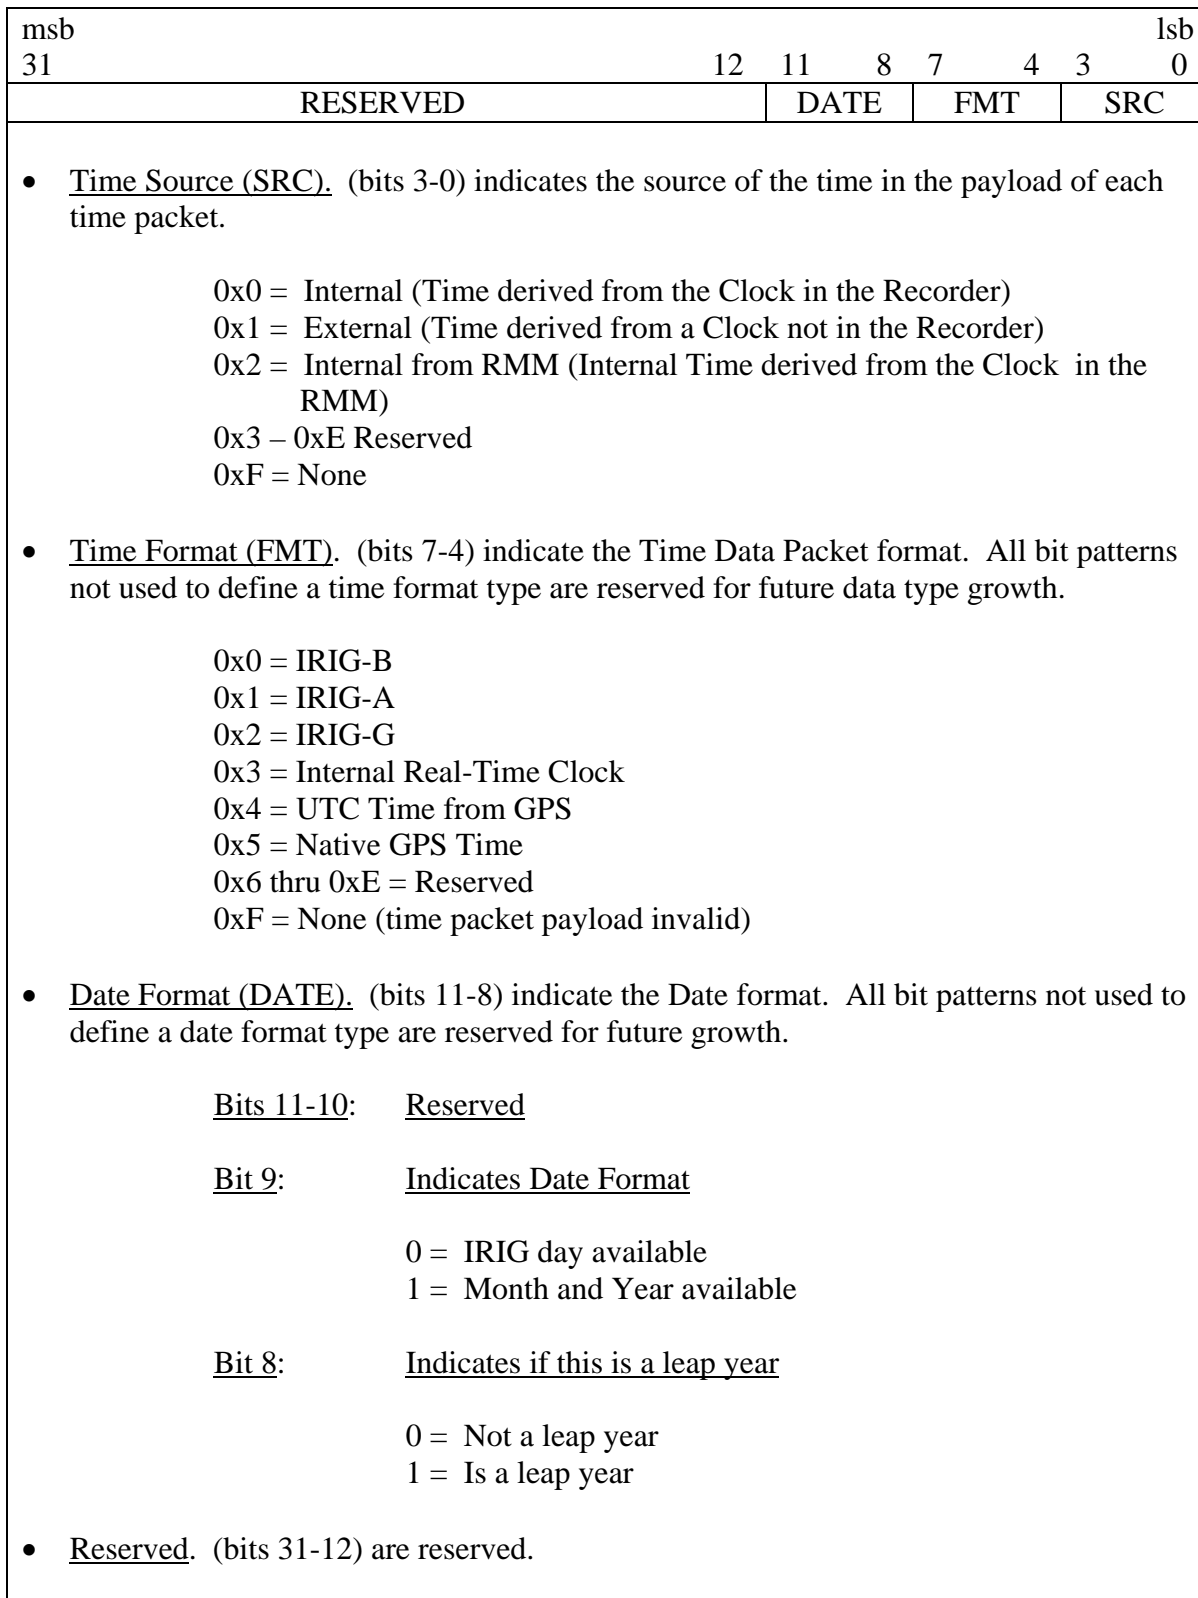 msb lsb
31 12 11 8 7 4 3 0
RESERVED DATE FMT SRC
• Time Source (SRC). (bits 3-0) indicates the source of the time in the payload of each
time packet.
0x0 = Internal (Time derived from the Clock in the Recorder)
0x1 = External (Time derived from a Clock not in the Recorder)
0x2 = Internal from RMM (Internal Time derived from the Clock in the
RMM)
0x3 – 0xE Reserved
0xF = None
• Time Format (FMT). (bits 7-4) indicate the Time Data Packet format. All bit patterns
not used to define a time format type are reserved for future data type growth.
0x0 = IRIG-B
0x1 = IRIG-A
0x2 = IRIG-G
0x3 = Internal Real-Time Clock
0x4 = UTC Time from GPS
0x5 = Native GPS Time
0x6 thru 0xE = Reserved
0xF = None (time packet payload invalid)
• Date Format (DATE). (bits 11-8) indicate the Date format. All bit patterns not used to
define a date format type are reserved for future growth.
Bits 11-10: Reserved
Bit 9: Indicates Date Format
0 = IRIG day available
1 = Month and Year available
Bit 8: Indicates if this is a leap year
0 = Not a leap year
1 = Is a leap year
• Reserved. (bits 31-12) are reserved.